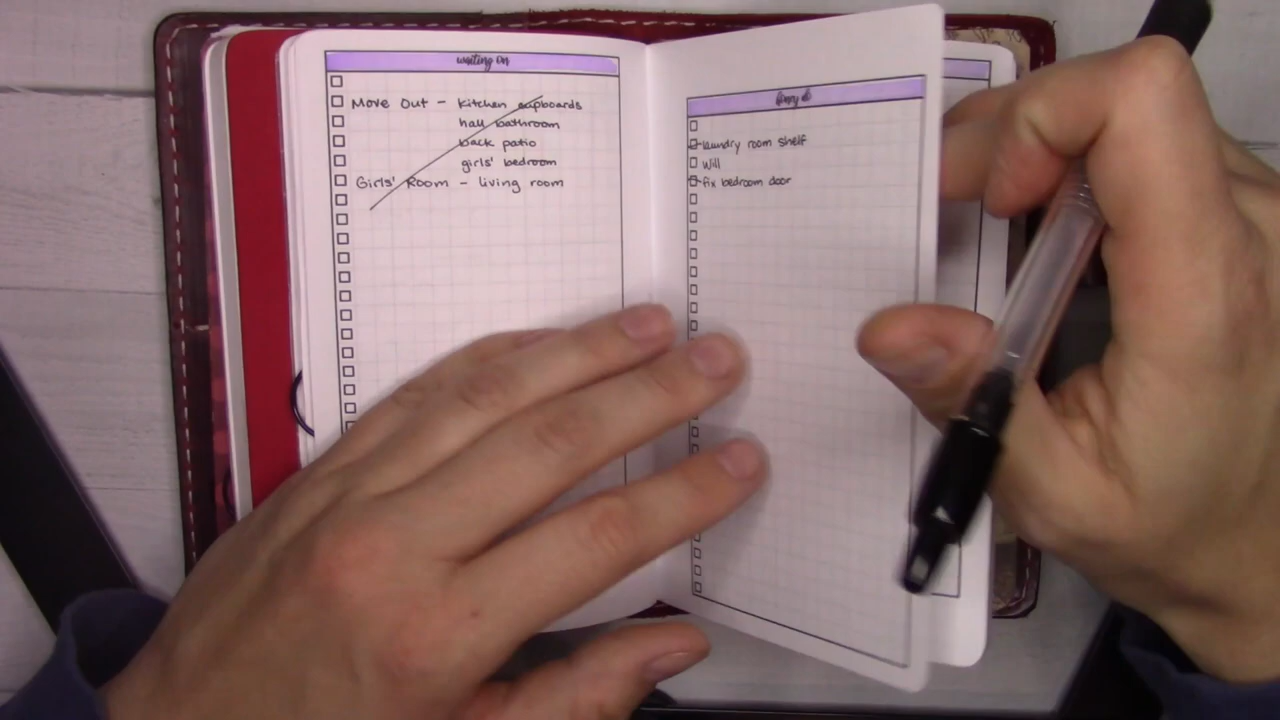 waiting on
Move Out - kitchen cupboards
hall bathroom
back patio
girls' bedroom
Girls' Room - living room
laundry room shelf
Will
fix bedroom door